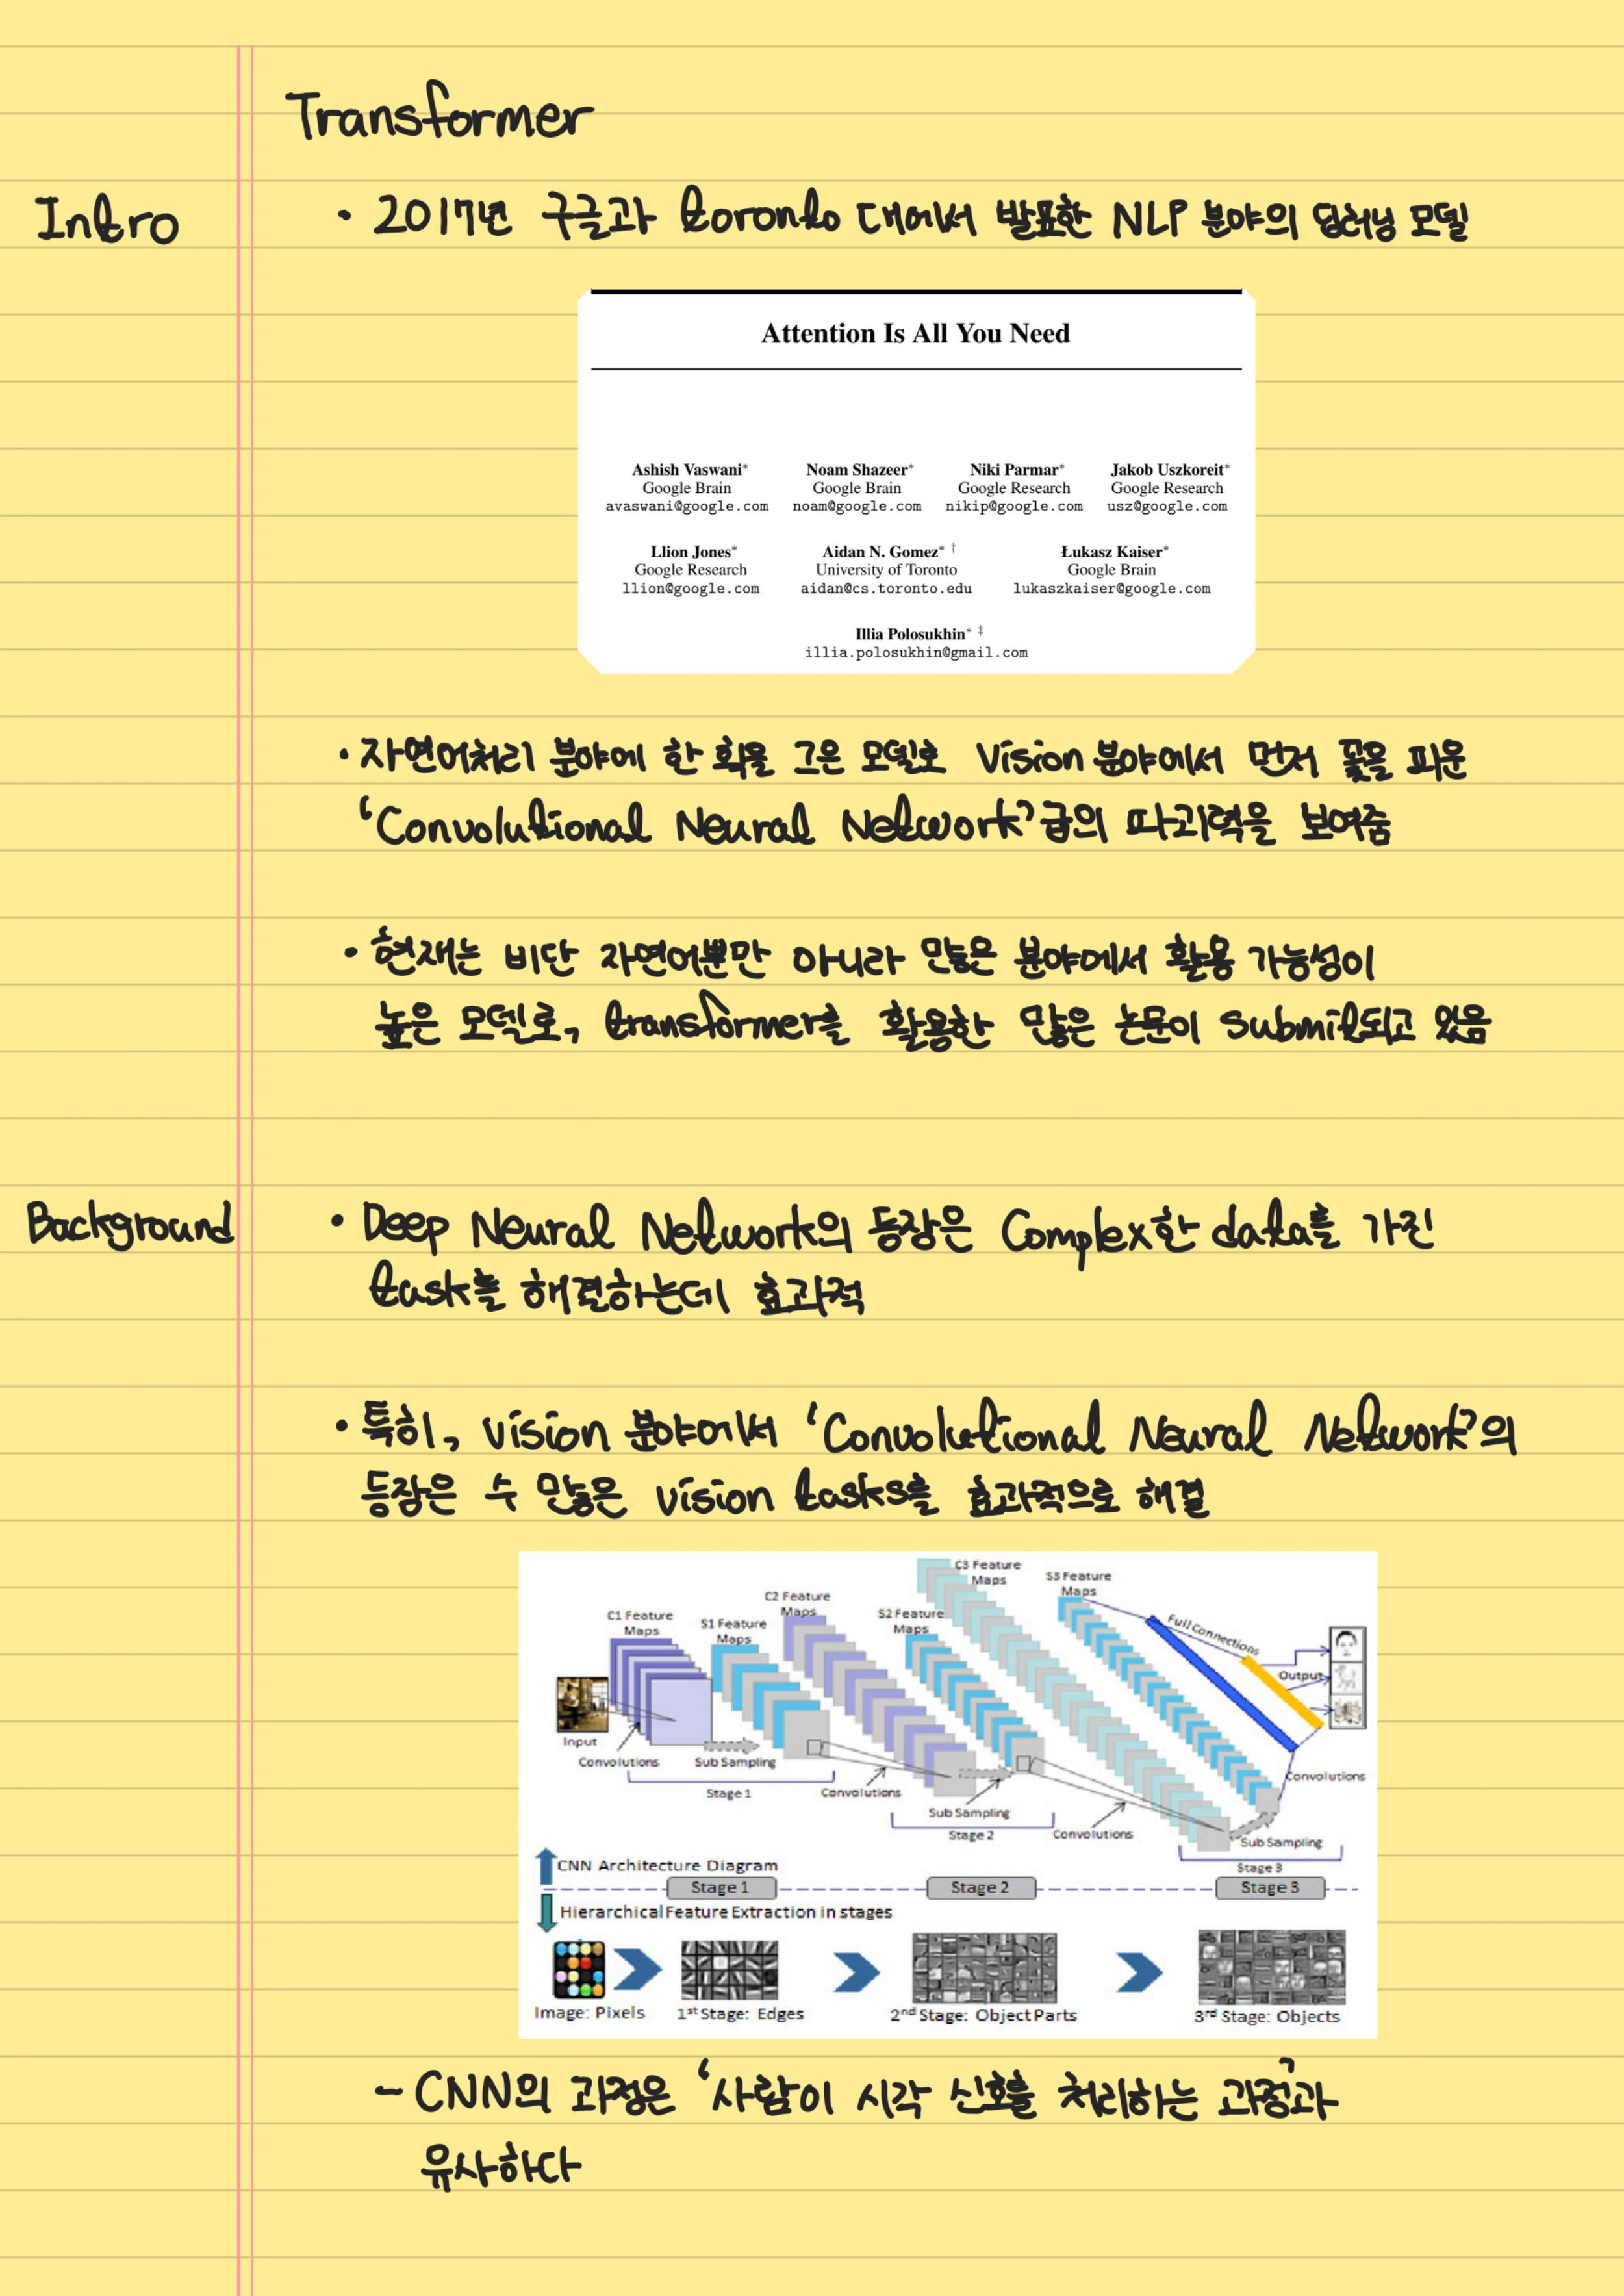 Transformer
Intro
• 2017년 구글과 toronto 대에서 발표한 NLP 분야의 딥러닝 모델
Attention Is All You Need
Ashish Vaswani* Noam Shazeer* Niki Parmar* Jakob Uszkoreit*
Google Brain Google Brain Google Research Google Research
avaswani@google.com noam@google.com nikip@google.com usz@google.com
Llion Jones* Aidan N. Gomez* † Łukasz Kaiser*
Google Research University of Toronto Google Brain
llion@google.com aidan@cs.toronto.edu lukaszkaiser@google.com
Illia Polosukhin* ‡
illia.polosukhin@gmail.com
• 자연어처리 분야에 한 획을 그은 모델로 Vision 분야에서 먼저 꽃을 피운
'Convolutional Neural Network'급의 파괴력을 보여줌
• 현재는 비단 자연어뿐만 아니라 많은 분야에서 활용 가능성이
높은 모델로, transformer를 활용한 많은 논문이 submit되고 있음
Background
• Deep Neural Network의 등장은 Complex한 data를 가진
task를 해결하는데 효과적
• 특히, vision 분야에서 'Convolutional Neural Network'의
등장은 수 많은 vision tasks를 효과적으로 해결
C3 Feature
Maps
S3 Feature
Maps
C2 Feature
Maps
C1 Feature
Maps
S1 Feature
Maps
S2 Feature
Maps
Full Connections
Output
Input
Convolutions
Sub Sampling
Stage 1
Convolutions
Sub Sampling
Stage 2
Convolutions
Convolutions
Sub Sampling
Stage 3
CNN Architecture Diagram
Stage 1 Stage 2 Stage 3
Hierarchical Feature Extraction in stages
Image: Pixels 1st Stage: Edges 2nd Stage: Object Parts 3rd Stage: Objects
- CNN의 과정은 '사람이 시각 신호를 처리하는 과정'과
유사하다